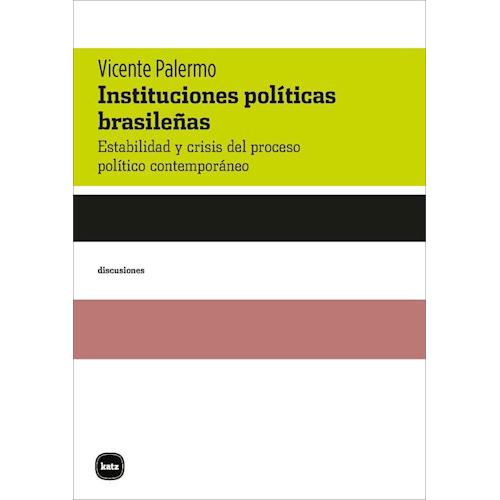 Vicente Palermo
Instituciones políticas
brasileñas
Estabilidad y crisis del proceso
político contemporáneo
discusiones
katz